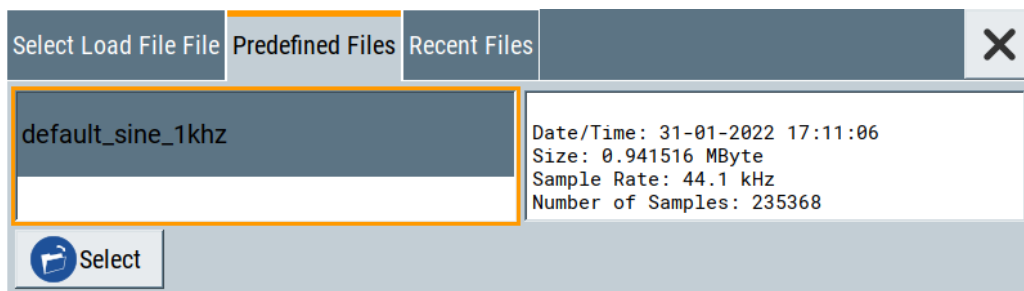 Select Load File File Predefined Files Recent Files
default_sine_1khz
Date/Time: 31-01-2022 17:11:06
Size: 0.941516 MByte
Sample Rate: 44.1 kHz
Number of Samples: 235368
Select